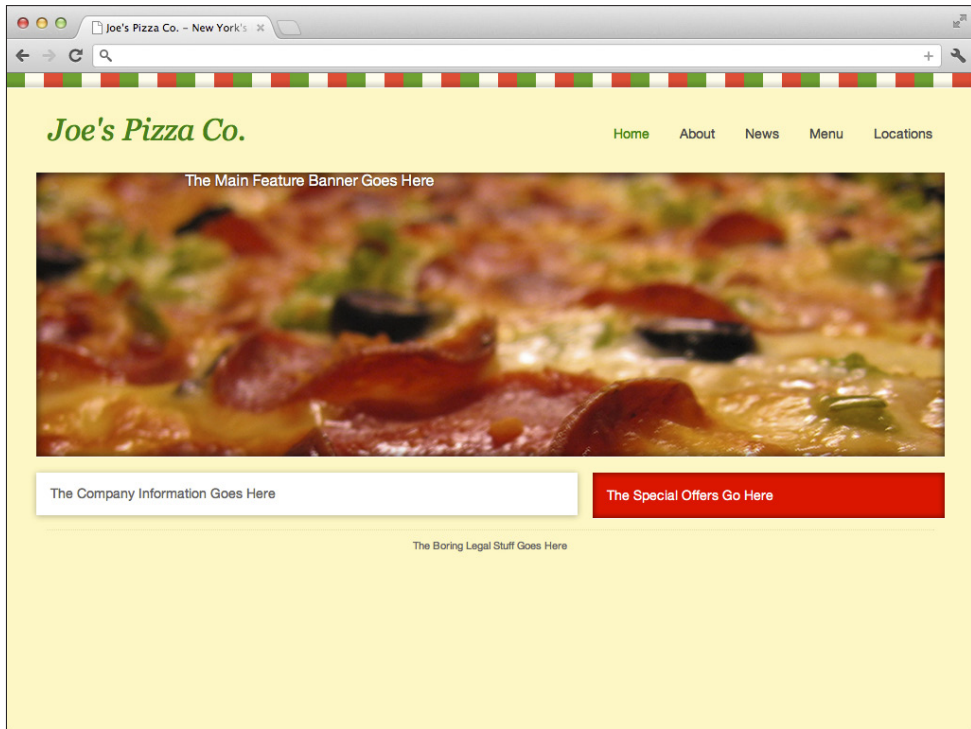 Joe's Pizza Co. – New York's
Joe's Pizza Co.
Home About News Menu Locations
The Main Feature Banner Goes Here
The Company Information Goes Here
The Special Offers Go Here
The Boring Legal Stuff Goes Here